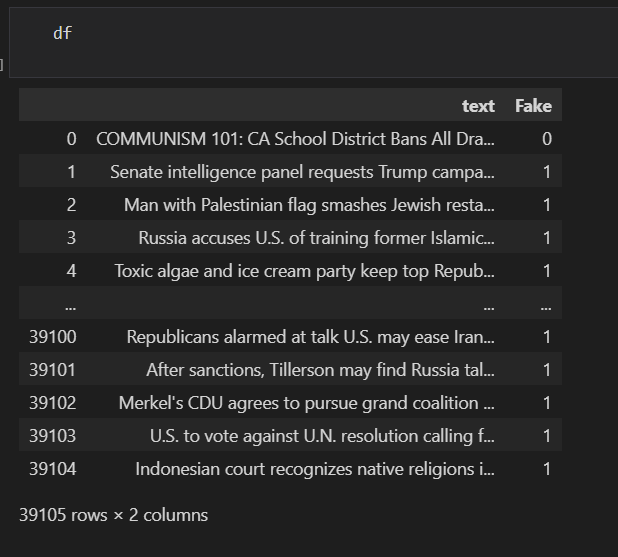 df
]
text Fake
0 COMMUNISM 101: CA School District Bans All Dra... 0
1 Senate intelligence panel requests Trump campa... 1
2 Man with Palestinian flag smashes Jewish resta... 1
3 Russia accuses U.S. of training former Islamic... 1
4 Toxic algae and ice cream party keep top Repub... 1
... ... ...
39100 Republicans alarmed at talk U.S. may ease Iran... 1
39101 After sanctions, Tillerson may find Russia tal... 1
39102 Merkel's CDU agrees to pursue grand coalition ... 1
39103 U.S. to vote against U.N. resolution calling f... 1
39104 Indonesian court recognizes native religions i... 1
39105 rows × 2 columns